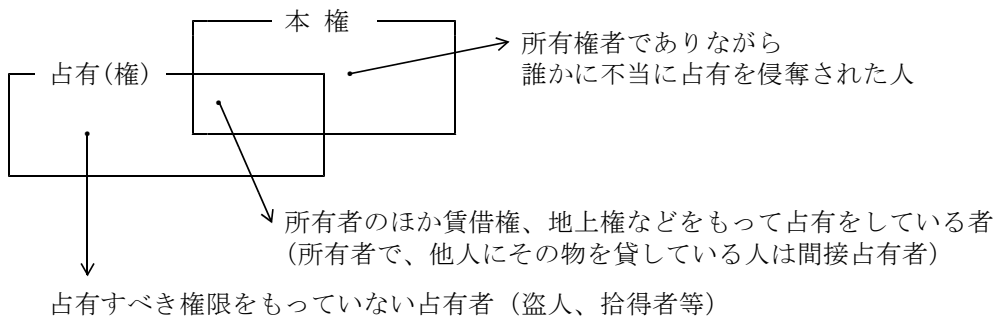 本 権
所有権者でありながら
誰かに不当に占有を侵奪された人
占有(権)
所有者のほか賃借権、地上権などをもって占有をしている者
(所有者で、他人にその物を貸している人は間接占有者)
占有すべき権限をもっていない占有者 (盗人、拾得者等)